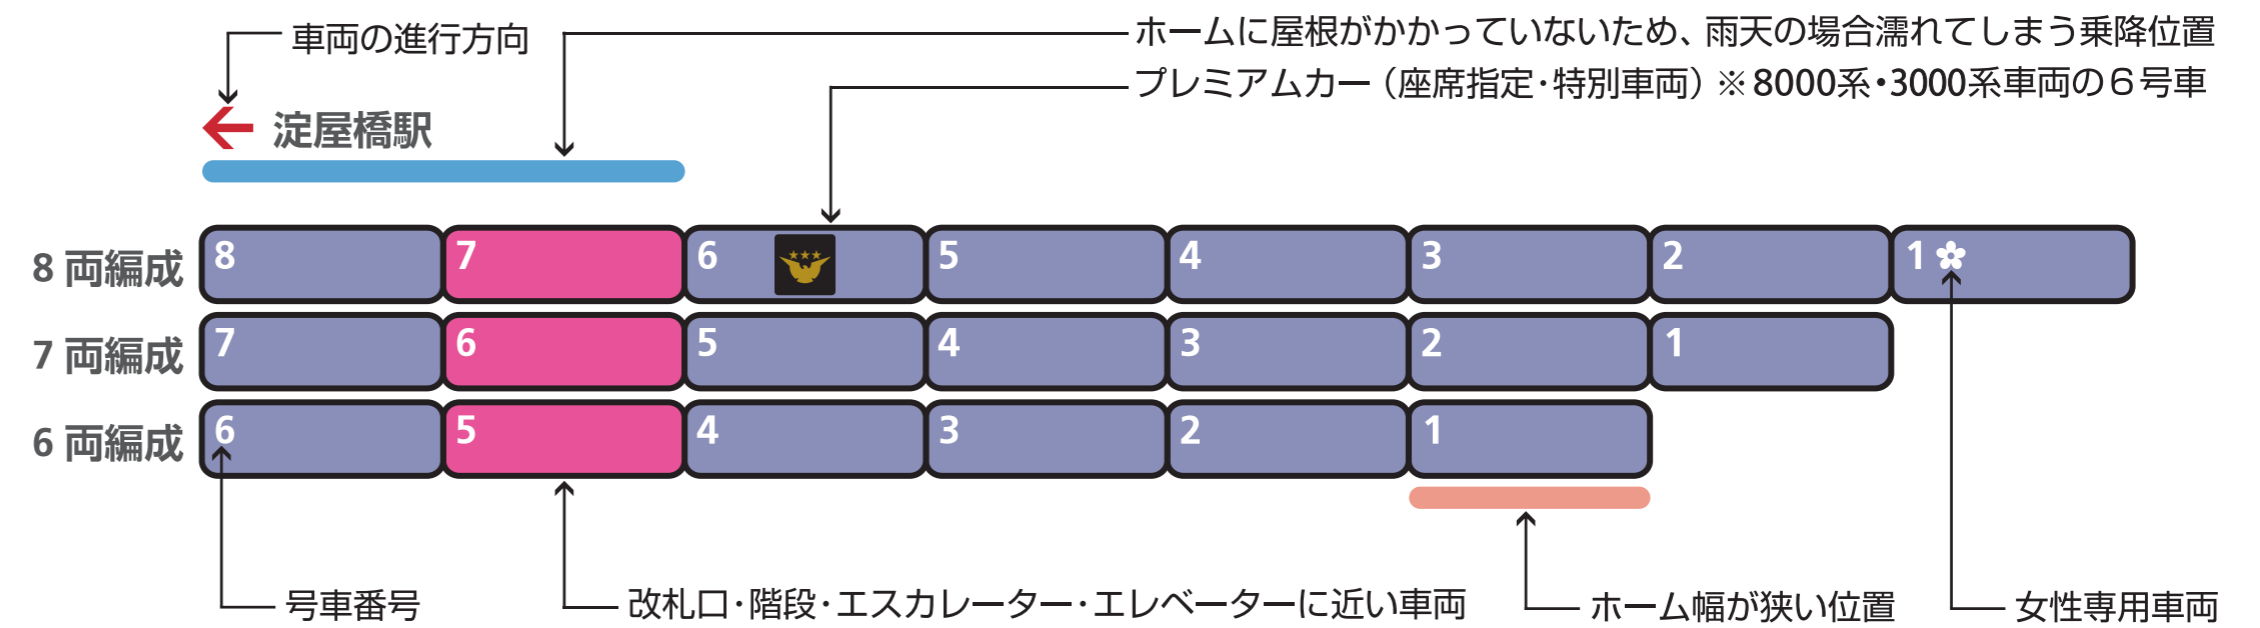 車両の進行方向
ホームに屋根がかかっていないため、雨天の場合濡れてしまう乗降位置
プレミアムカー（座席指定・特別車両）※8000系・3000系車両の６号車
淀屋橋駅
8 両編成 8 7 6 5 4 3 2 1
7 両編成 7 6 5 4 3 2 1
6 両編成 6 5 4 3 2 1
号車番号
改札口・階段・エスカレーター・エレベーターに近い車両
ホーム幅が狭い位置
女性専用車両